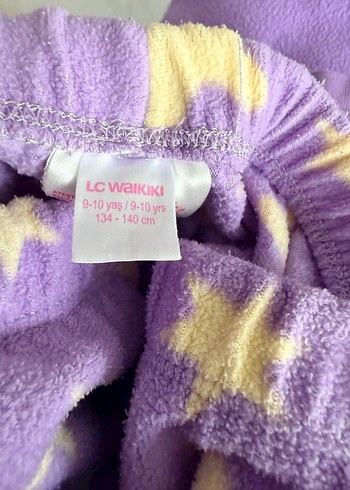 LC WAIKIKI
9-10 yaş / 9-10 yrs
134 - 140 cm